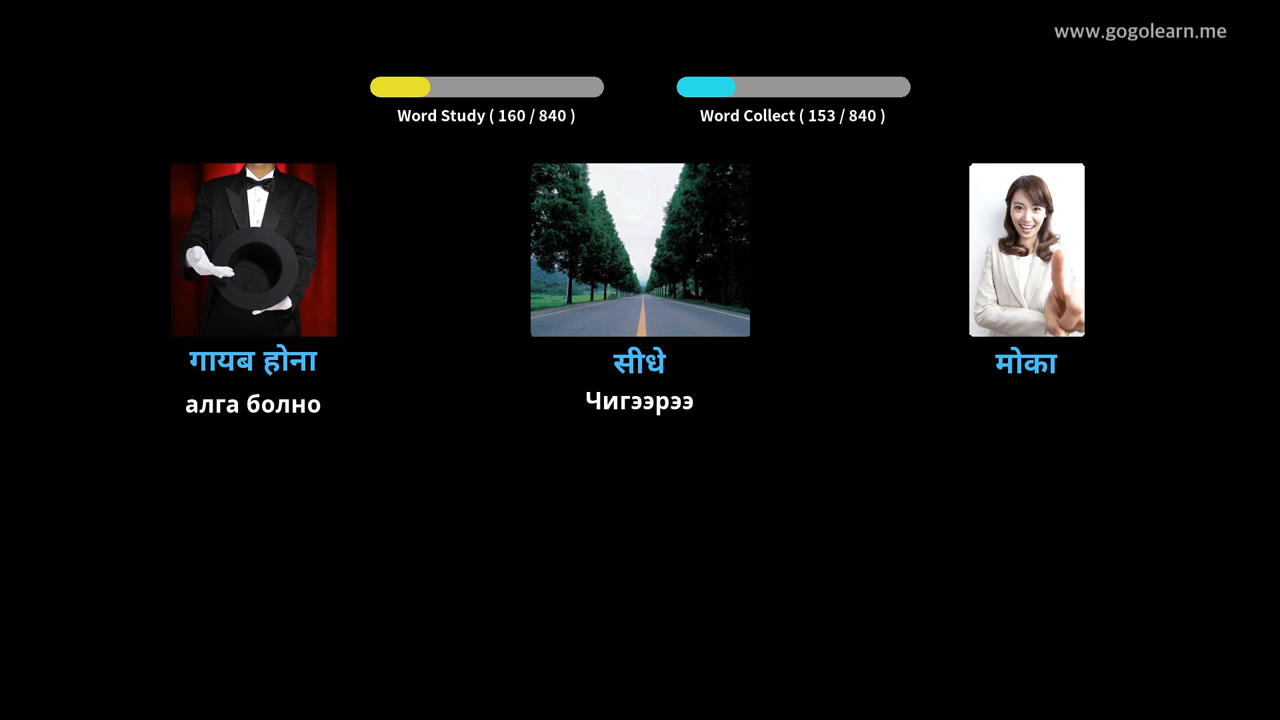 www.gogolearn.me
Word Study ( 160 / 840 )
Word Collect ( 153 / 840 )
गायब होना
सीधे
मोका
алга болно
Чигээрээ